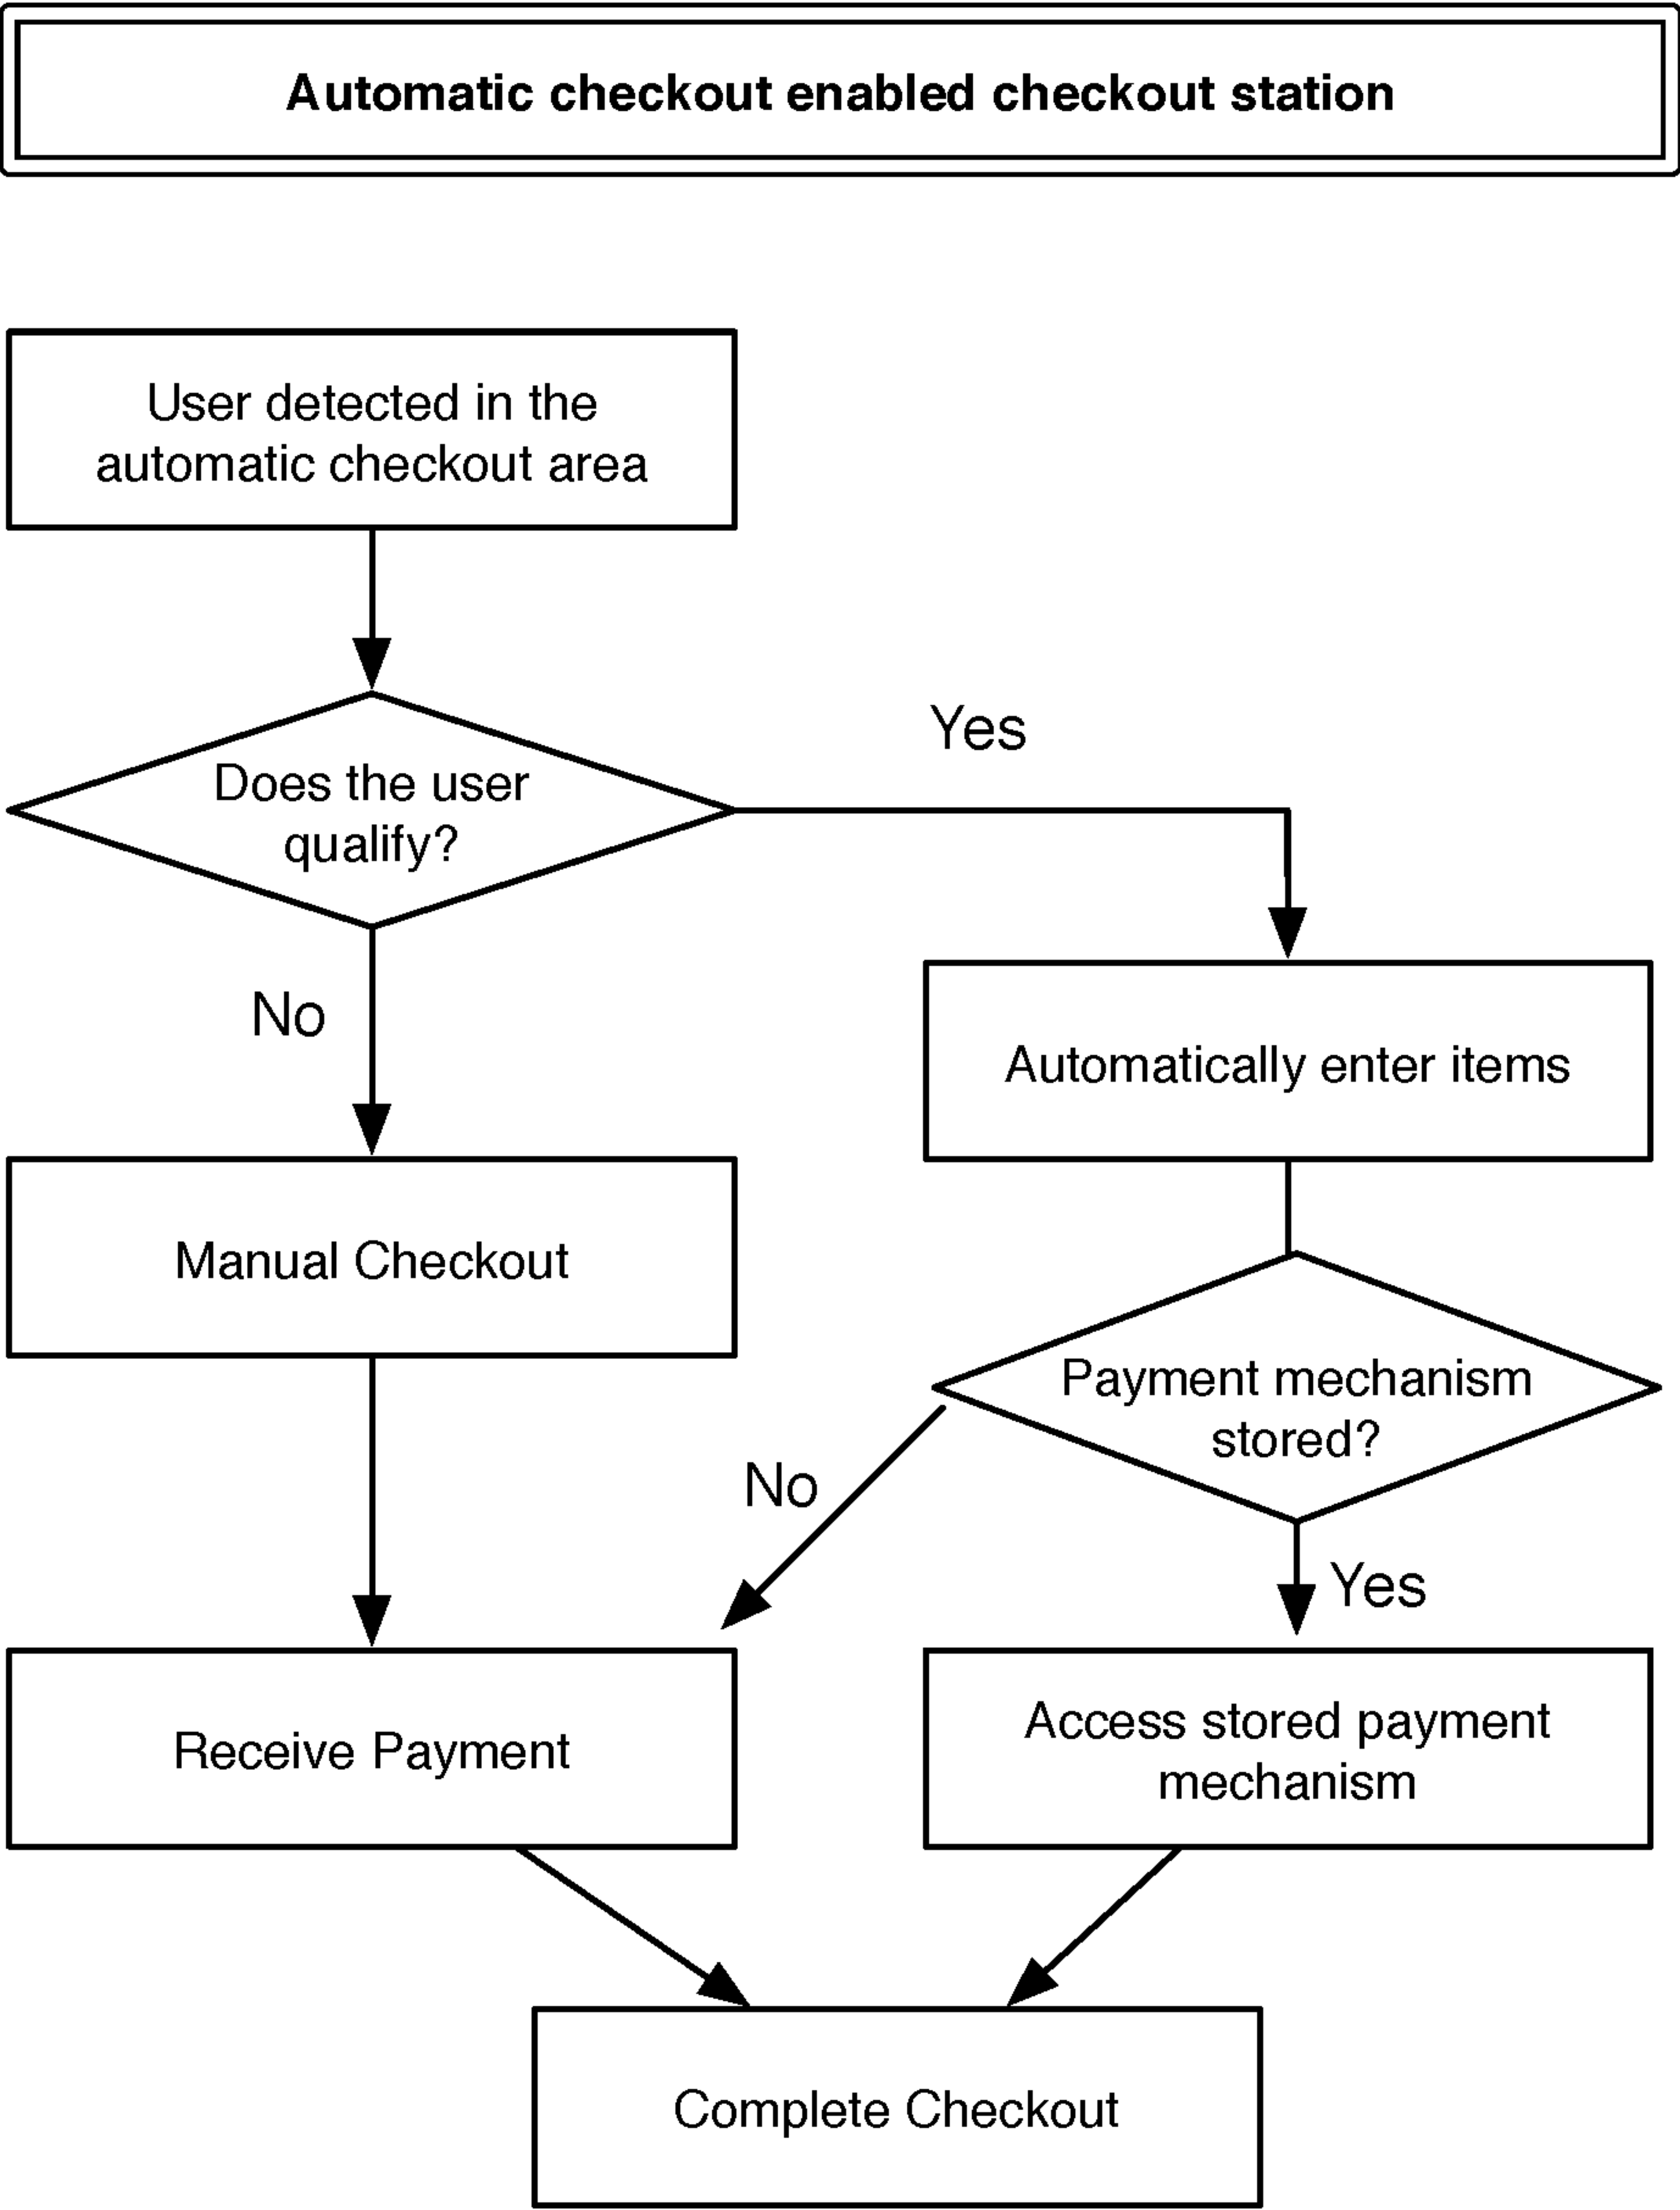 Automatic checkout enabled checkout station
User detected in the
automatic checkout area
Does the user
qualify?
Yes
No
Automatically enter items
Manual Checkout
Payment mechanism
stored?
No
Yes
Receive Payment
Access stored payment
mechanism
Complete Checkout